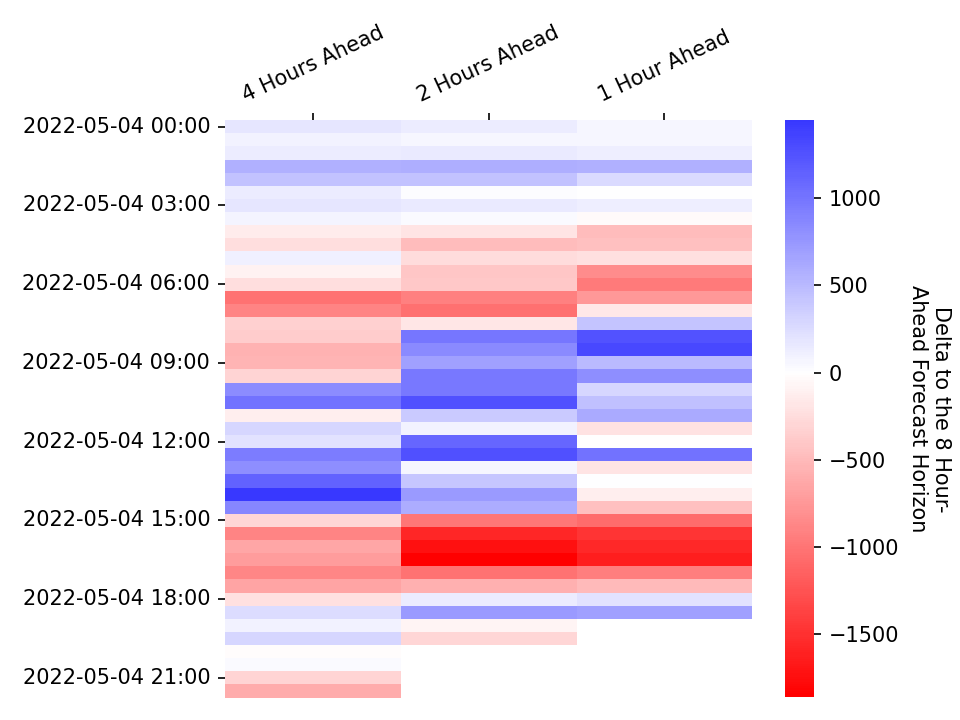 4 Hours Ahead
2 Hours Ahead
1 Hour Ahead
2022-05-04 00:00
2022-05-04 03:00
2022-05-04 06:00
2022-05-04 09:00
2022-05-04 12:00
2022-05-04 15:00
2022-05-04 18:00
2022-05-04 21:00
1000
500
0
−500
−1000
−1500
Delta to the 8 Hour-
Ahead Forecast Horizon